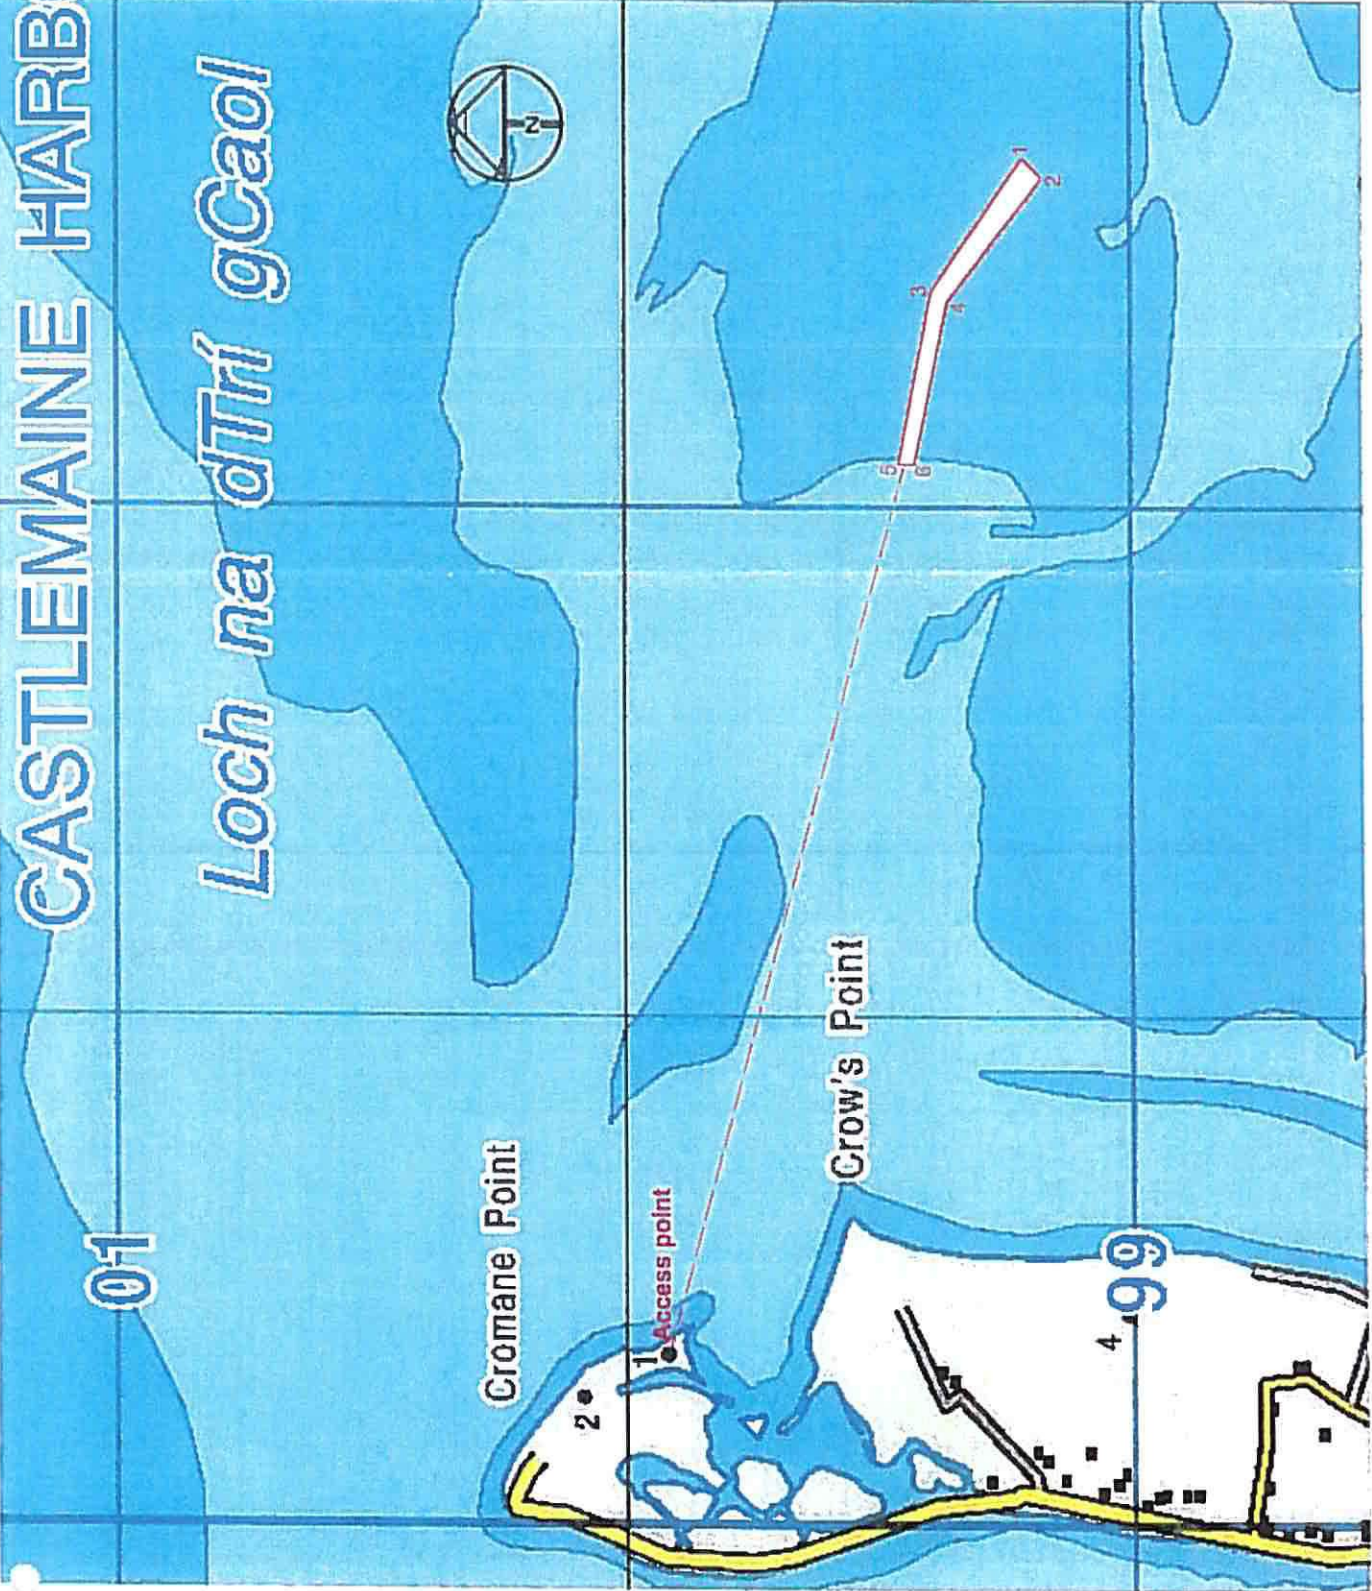 CASTLEMAINE HARB
Loch na dTrí gCaol
N
01
1
2
3
4
5
6
Cromane Point
Access point
Crow's Point
2
1
4
99